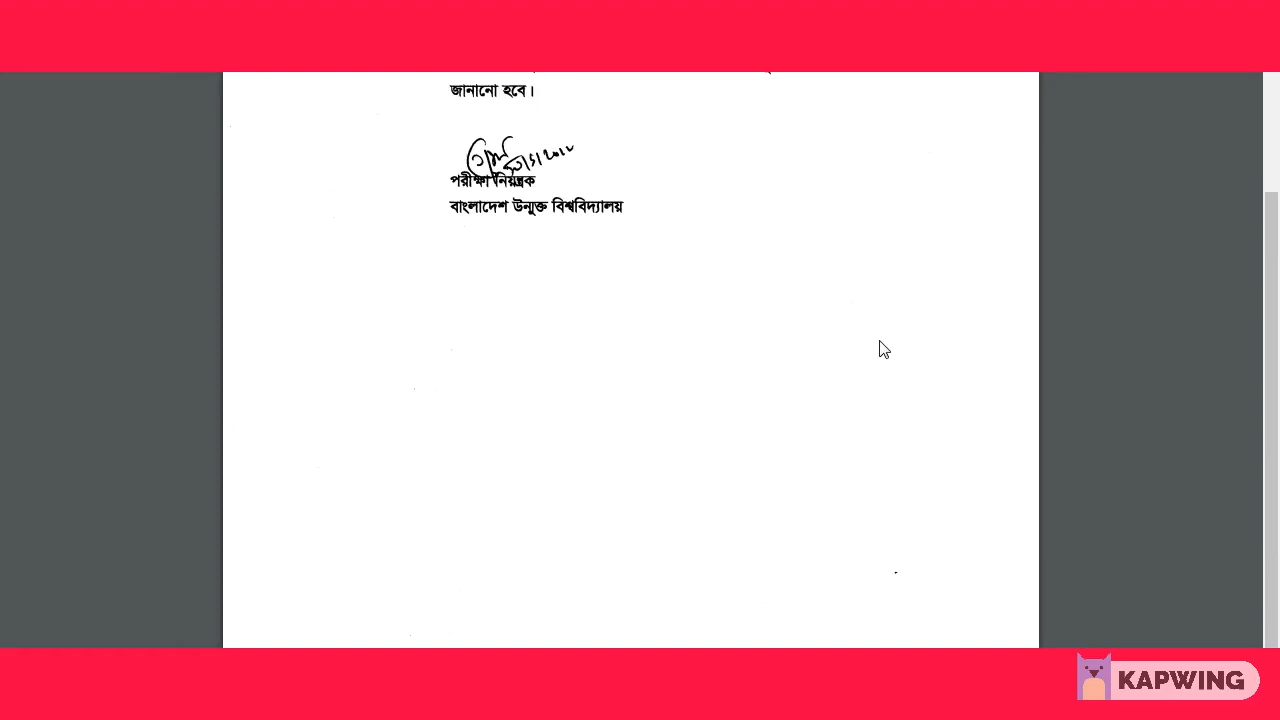 জানানো হবে।
পরীক্ষা নিয়ন্ত্রক
বাংলাদেশ উন্মুক্ত বিশ্ববিদ্যালয়
KAPWING